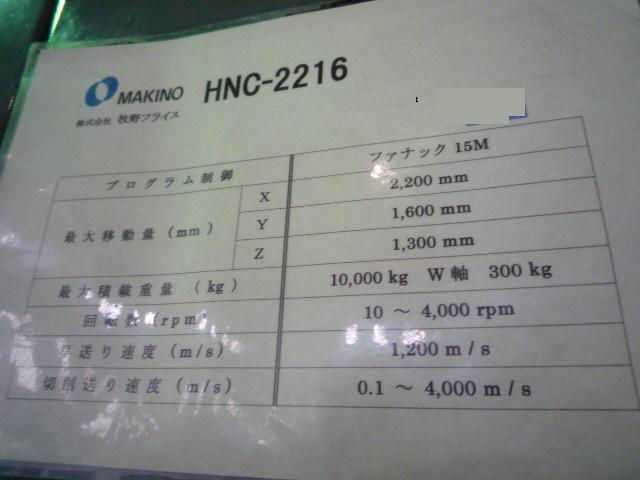 MAKINO HNC-2216
株式会社 牧野フライス
プログラム制御 ファナック 15M
最大移動量 (mm) X 2,200 mm
Y 1,600 mm
Z 1,300 mm
最大積載重量 (kg) 10,000 kg W軸 300 kg
回転数 (rpm) 10 ～ 4,000 rpm
早送り速度 (m/s) 1,200 m / s
切削送り速度 (m/s) 0.1 ～ 4,000 m / s